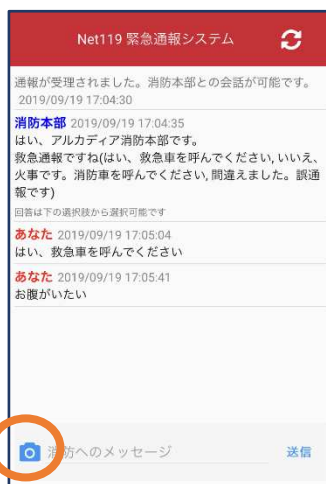 Net119 緊急通報システム
通報が受理されました。消防本部との会話が可能です。
2019/09/19 17:04:30
消防本部 2019/09/19 17:04:35
はい、アルカディア消防本部です。
救急通報ですね(はい、救急車を呼んでください, いいえ、
火事です。消防車を呼んでください, 間違えました。誤通
報です)
回答は下の選択肢から選択可能です
あなた 2019/09/19 17:05:04
はい、救急車を呼んでください
あなた 2019/09/19 17:05:41
お腹がいたい
消防へのメッセージ 送信